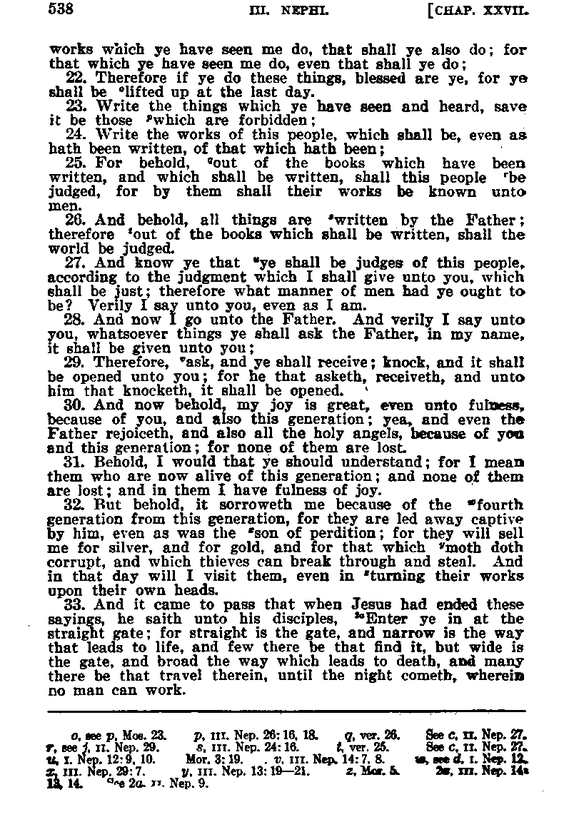 538 III. NEPHI. [CHAP. XXVII.
works which ye have seen me do, that shall ye also do; for
that which ye have seen me do, even that shall ye do;
22. Therefore if ye do these things, blessed are ye, for ye
shall be ᵒlifted up at the last day.
23. Write the things which ye have seen and heard, save
it be those ᵖwhich are forbidden;
24. Write the works of this people, which shall be, even as
hath been written, of that which hath been;
25. For behold, ᑫout of the books which have been
written, and which shall be written, shall this people ʳbe
judged, for by them shall their works be known unto
men.
26. And behold, all things are ˢwritten by the Father;
therefore ᵗout of the books which shall be written, shall the
world be judged.
27. And know ye that ᵘye shall be judges of this people,
according to the judgment which I shall give unto you, which
shall be just; therefore what manner of men had ye ought to
be? Verily I say unto you, even as I am.
28. And now I go unto the Father. And verily I say unto
you, whatsoever things ye shall ask the Father, in my name,
it shall be given unto you;
29. Therefore, ᵛask, and ye shall receive; knock, and it shall
be opened unto you; for he that asketh, receiveth, and unto
him that knocketh, it shall be opened.
30. And now behold, my joy is great, even unto fulness,
because of you, and also this generation; yea, and even the
Father rejoiceth, and also all the holy angels, because of you
and this generation; for none of them are lost.
31. Behold, I would that ye should understand; for I mean
them who are now alive of this generation; and none of them
are lost; and in them I have fulness of joy.
32. But behold, it sorroweth me because of the ʷfourth
generation from this generation, for they are led away captive
by him, even as was the ˣson of perdition; for they will sell
me for silver, and for gold, and for that which ʸmoth doth
corrupt, and which thieves can break through and steal. And
in that day will I visit them, even in ᶻturning their works
upon their own heads.
33. And it came to pass that when Jesus had ended these
sayings, he saith unto his disciples, ²ᵃEnter ye in at the
straight gate; for straight is the gate, and narrow is the way
that leads to life, and few there be that find it, but wide is
the gate, and broad the way which leads to death, and many
there be that travel therein, until the night cometh, wherein
no man can work.
o, see p, Mos. 23. p, III. Nep. 26:16, 18. q, ver. 26. See c, II. Nep. 27.
r, see j, II. Nep. 29. s, III. Nep. 24:16. t, ver. 25. See c, II. Nep. 27.
u, I. Nep. 12:9, 10. Mor. 3:19. v, III. Nep. 14:7, 8. w, see d, I. Nep. 12.
x, III. Nep. 29:7. y, III. Nep. 13:19—21. z, Mor. 5. 2a, III. Nep. 14:
13, 14. 2a. II. Nep. 9.